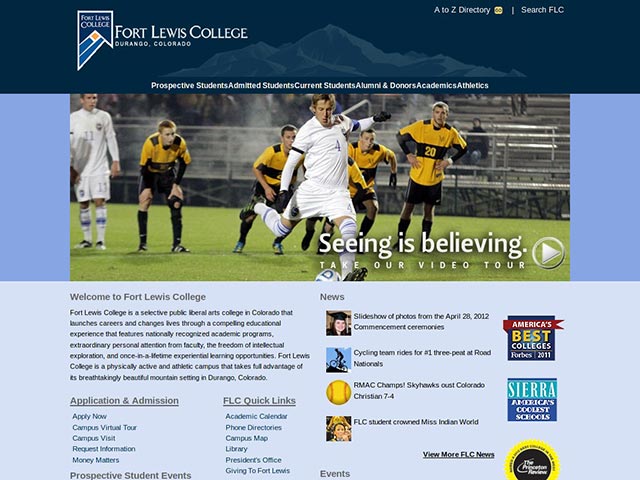 A to Z Directory | Search FLC
FORT LEWIS COLLEGE
FORT LEWIS COLLEGE
DURANGO, COLORADO
Prospective Students Admitted Students Current Students Alumni & Donors Academics Athletics
11
4
20
Seeing is believing.
TAKE OUR VIDEO TOUR
Welcome to Fort Lewis College
Fort Lewis College is a selective public liberal arts college in Colorado that
launches careers and changes lives through a compelling educational
experience that features nationally recognized academic programs,
extraordinary personal attention from faculty, the freedom of intellectual
exploration, and once-in-a-lifetime experiential learning opportunities. Fort Lewis
College is a physically active and athletic campus that takes full advantage of
its breathtakingly beautiful mountain setting in Durango, Colorado.
Application & Admission
Apply Now
Campus Virtual Tour
Campus Visit
Request Information
Money Matters
Prospective Student Events
FLC Quick Links
Academic Calendar
Phone Directories
Campus Map
Library
President's Office
Giving To Fort Lewis
News
Slideshow of photos from the April 28, 2012
Commencement ceremonies
Cycling team rides for #1 three-peat at Road
Nationals
RMAC Champs! Skyhawks oust Colorado
Christian 7-4
FLC student crowned Miss Indian World
View More FLC News
Events
AMERICA'S
BEST
COLLEGES
Forbes 2011
SIERRA
AMERICA'S
COOLEST
SCHOOLS
The
Princeton
Review